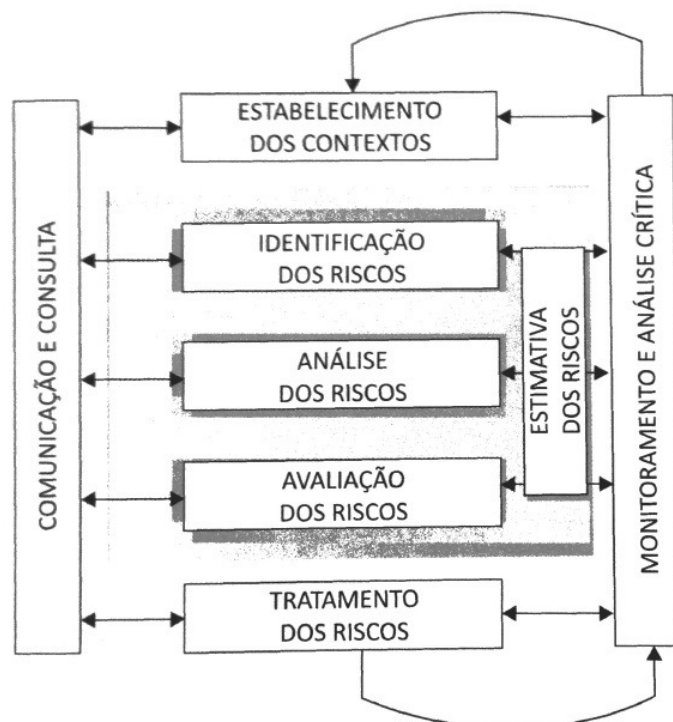 ESTABELECIMENTO
DOS CONTEXTOS
COMUNICAÇÃO E CONSULTA
IDENTIFICAÇÃO
DOS RISCOS
ANÁLISE
DOS RISCOS
AVALIAÇÃO
DOS RISCOS
ESTIMATIVA
DOS RISCOS
MONITORAMENTO E ANÁLISE CRÍTICA
TRATAMENTO
DOS RISCOS